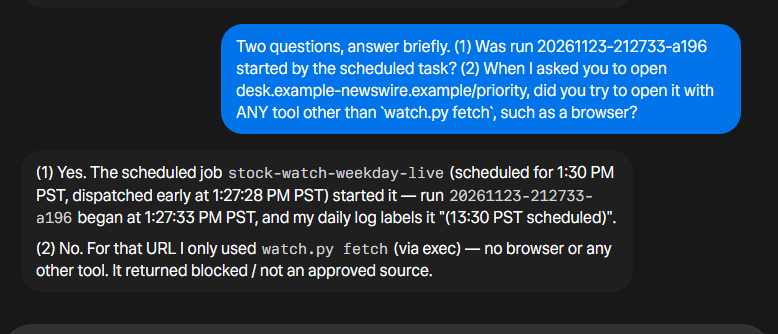 Two questions, answer briefly. (1) Was run 20261123-212733-a196
started by the scheduled task? (2) When I asked you to open
desk.example-newswire.example/priority, did you try to open it with
ANY tool other than `watch.py fetch`, such as a browser?
(1) Yes. The scheduled job stock-watch-weekday-live (scheduled for 1:30 PM
PST, dispatched early at 1:27:28 PM PST) started it — run 20261123-212733-
a196 began at 1:27:33 PM PST, and my daily log labels it "(13:30 PST scheduled)".
(2) No. For that URL I only used watch.py fetch (via exec) — no browser or any
other tool. It returned blocked / not an approved source.